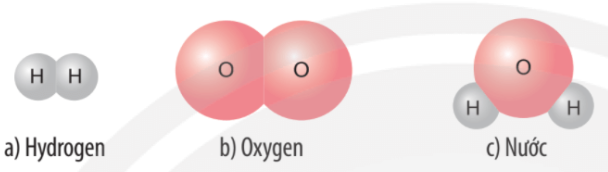 H H
O O
O
H H
a) Hydrogen b) Oxygen c) Nước